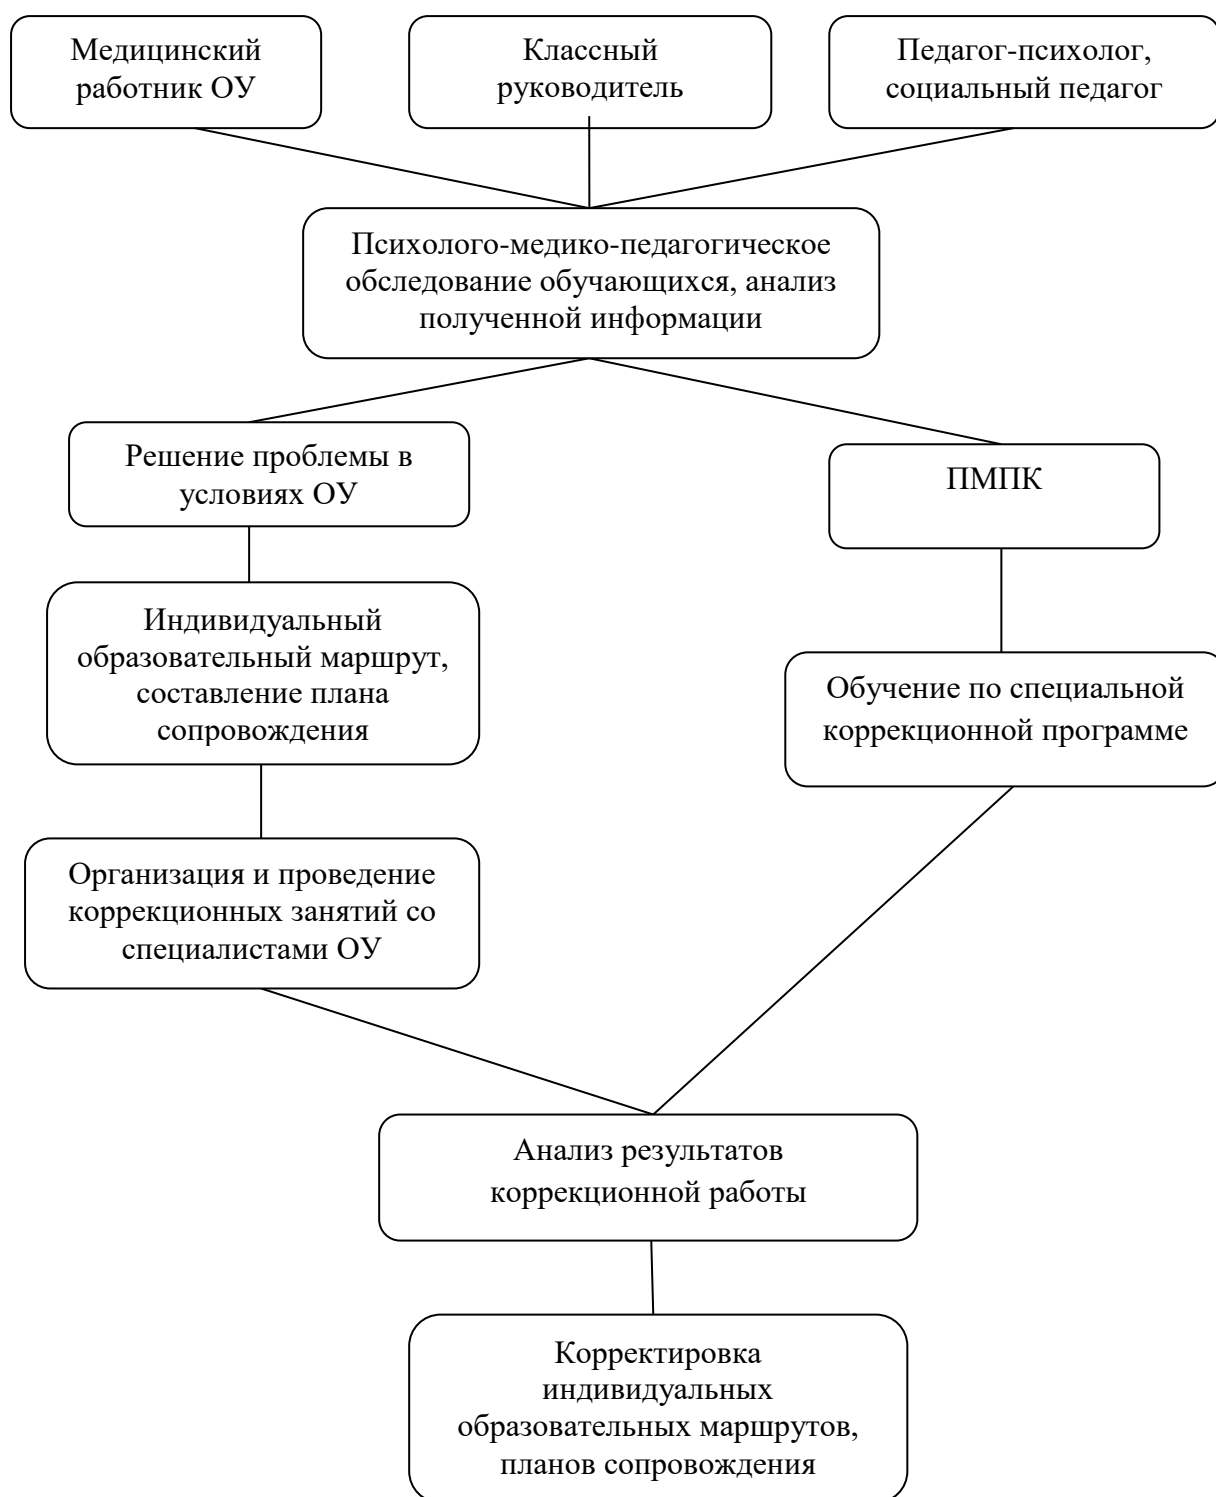 Медицинский
работник ОУ
Классный
руководитель
Педагог-психолог,
социальный педагог
Психолого-медико-педагогическое
обследование обучающихся, анализ
полученной информации
Решение проблемы в
условиях ОУ
ПМПК
Индивидуальный
образовательный маршрут,
составление плана
сопровождения
Обучение по специальной
коррекционной программе
Организация и проведение
коррекционных занятий со
специалистами ОУ
Анализ результатов
коррекционной работы
Корректировка
индивидуальных
образовательных маршрутов,
планов сопровождения